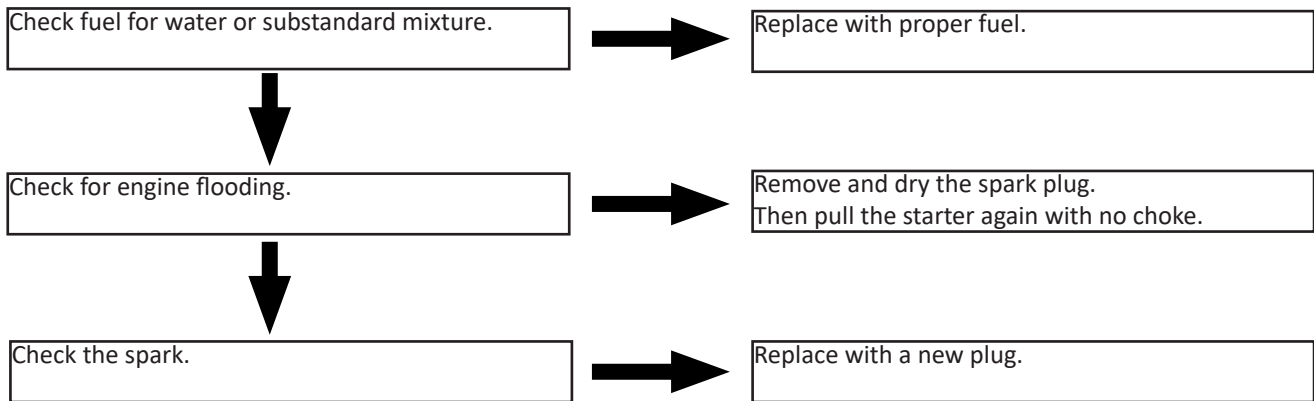 Check fuel for water or substandard mixture.
Replace with proper fuel.
Check for engine flooding.
Remove and dry the spark plug.
Then pull the starter again with no choke.
Check the spark.
Replace with a new plug.